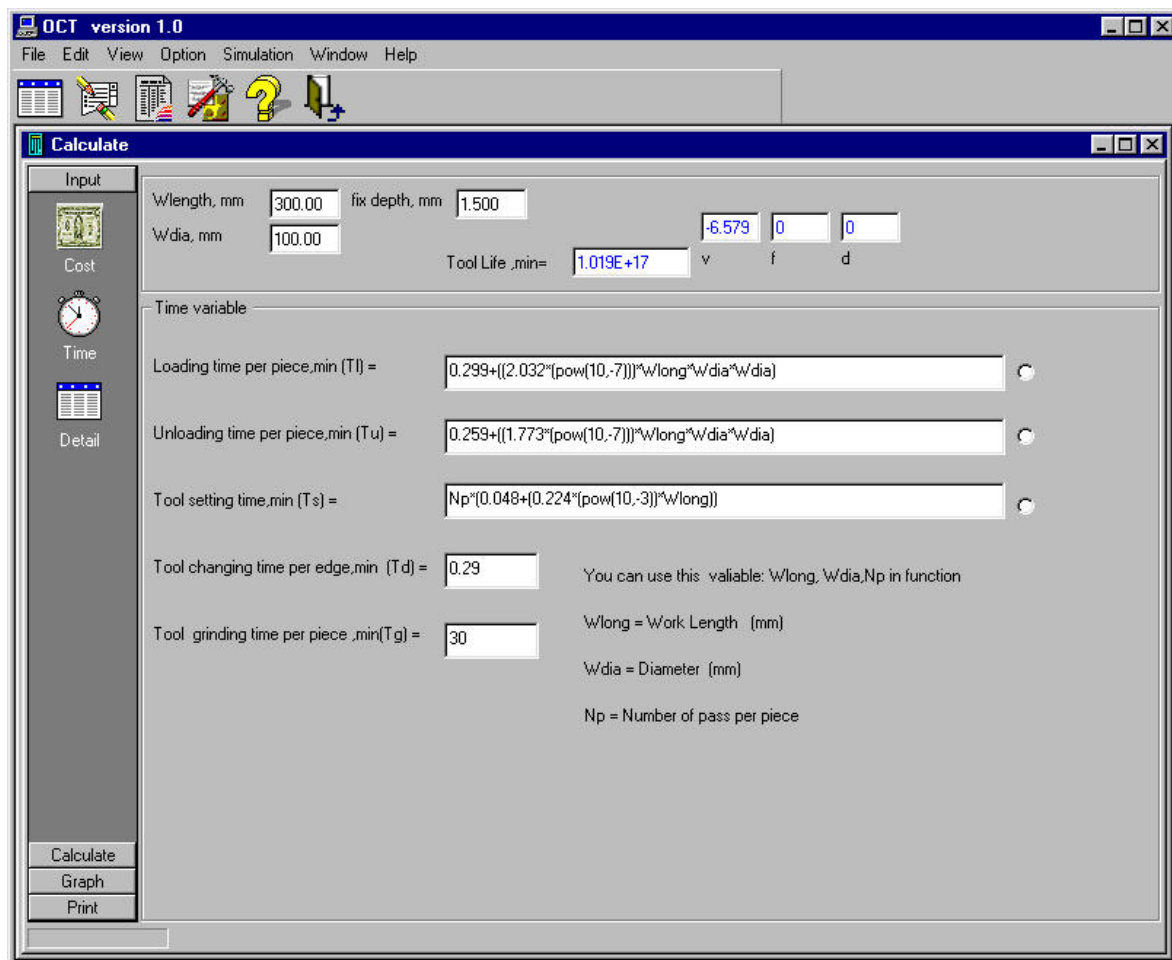 OCT version 1.0
File Edit View Option Simulation Window Help
Calculate
Input
Cost
Time
Detail
Wlength, mm 300.00 fix depth, mm 1.500
Wdia, mm 100.00
-6.579 0 0
Tool Life ,min= 1.019E+17 v f d
Time variable
Loading time per piece,min (Tl) = 0.299+((2.032*(pow(10,-7)))*Wlong*Wdia*Wdia)
Unloading time per piece,min (Tu) = 0.259+((1.773*(pow(10,-7)))*Wlong*Wdia*Wdia)
Tool setting time,min (Ts) = Np*(0.048+(0.224*(pow(10,-3))*Wlong))
Tool changing time per edge,min (Td) = 0.29
You can use this valiable: Wlong, Wdia,Np in function
Tool grinding time per piece ,min(Tg) = 30
Wlong = Work Length (mm)
Wdia = Diameter (mm)
Np = Number of pass per piece
Calculate
Graph
Print